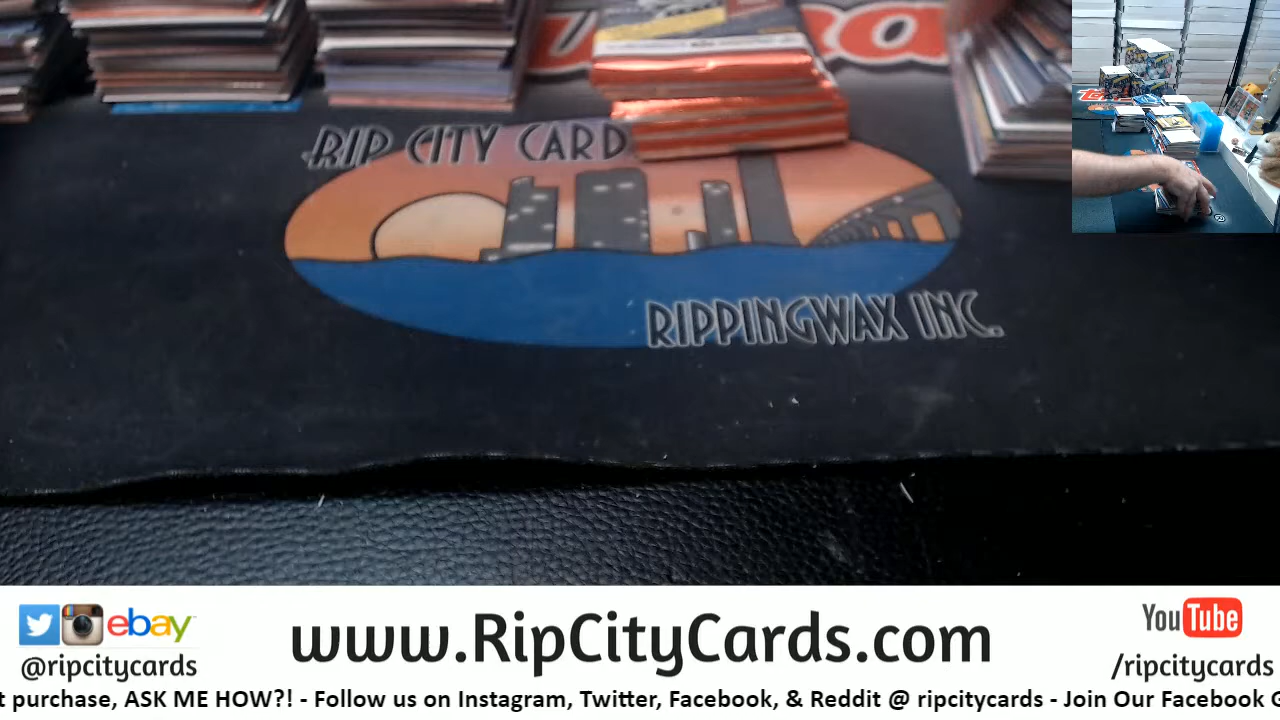 RIP CITY CARD
RIPPINGWAX INC.
ebay
@ripcitycards
www.RipCityCards.com
YouTube
/ripcitycards
t purchase, ASK ME HOW?! - Follow us on Instagram, Twitter, Facebook, & Reddit @ ripcitycards - Join Our Facebook G